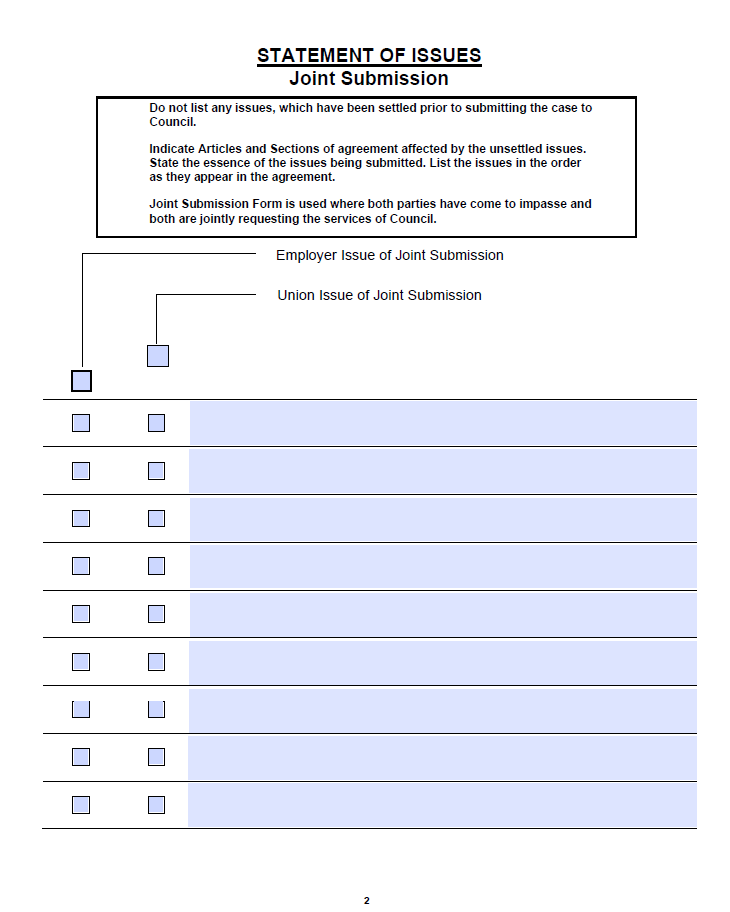 STATEMENT OF ISSUES
Joint Submission
Do not list any issues, which have been settled prior to submitting the case to
Council.
Indicate Articles and Sections of agreement affected by the unsettled issues.
State the essence of the issues being submitted. List the issues in the order
as they appear in the agreement.
Joint Submission Form is used where both parties have come to impasse and
both are jointly requesting the services of Council.
Employer Issue of Joint Submission
Union Issue of Joint Submission
2